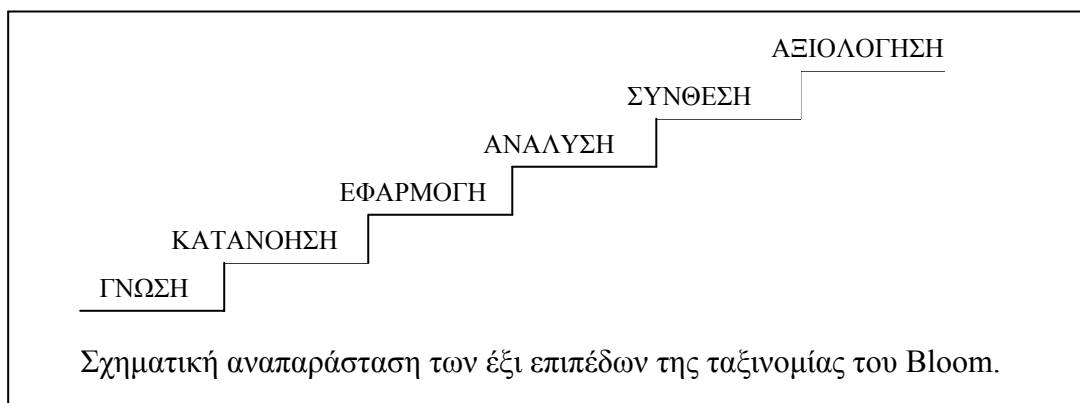 ΑΞΙΟΛΟΓΗΣΗ
ΣΥΝΘΕΣΗ
ΑΝΑΛΥΣΗ
ΕΦΑΡΜΟΓΗ
ΚΑΤΑΝΟΗΣΗ
ΓΝΩΣΗ
Σχηματική αναπαράσταση των έξι επιπέδων της ταξινομίας του Bloom.